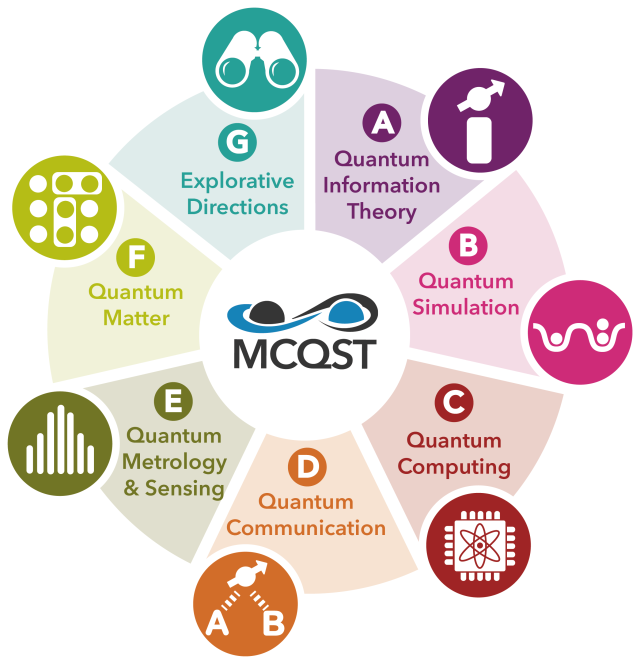 A
Quantum
Information
Theory
B
Quantum
Simulation
C
Quantum
Computing
D
Quantum
Communication
A B
E
Quantum
Metrology
& Sensing
F
Quantum
Matter
G
Explorative
Directions
MCQST